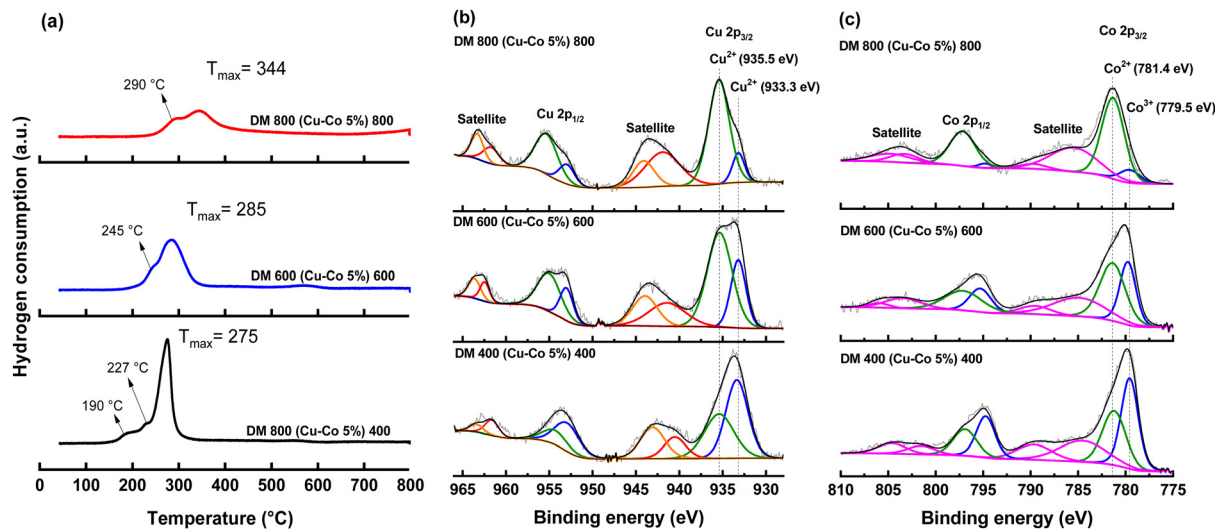 (a)
T_max= 344
290 °C
DM 800 (Cu-Co 5%) 800
T_max= 285
245 °C
DM 600 (Cu-Co 5%) 600
T_max= 275
227 °C
190 °C
DM 800 (Cu-Co 5%) 400
0 100 200 300 400 500 600 700 800
Temperature (°C)
Hydrogen consumption (a.u.)
(b)
Cu 2p3/2
DM 800 (Cu-Co 5%) 800
Cu²⁺ (935.5 eV)
Cu²⁺ (933.3 eV)
Satellite
Cu 2p1/2
Satellite
DM 600 (Cu-Co 5%) 600
DM 400 (Cu-Co 5%) 400
965 960 955 950 945 940 935 930
Binding energy (eV)
(c)
Co 2p3/2
DM 800 (Cu-Co 5%) 800
Co²⁺ (781.4 eV)
Co³⁺ (779.5 eV)
Satellite
Co 2p1/2
Satellite
DM 600 (Cu-Co 5%) 600
DM 400 (Cu-Co 5%) 400
810 805 800 795 790 785 780 775
Binding energy (eV)